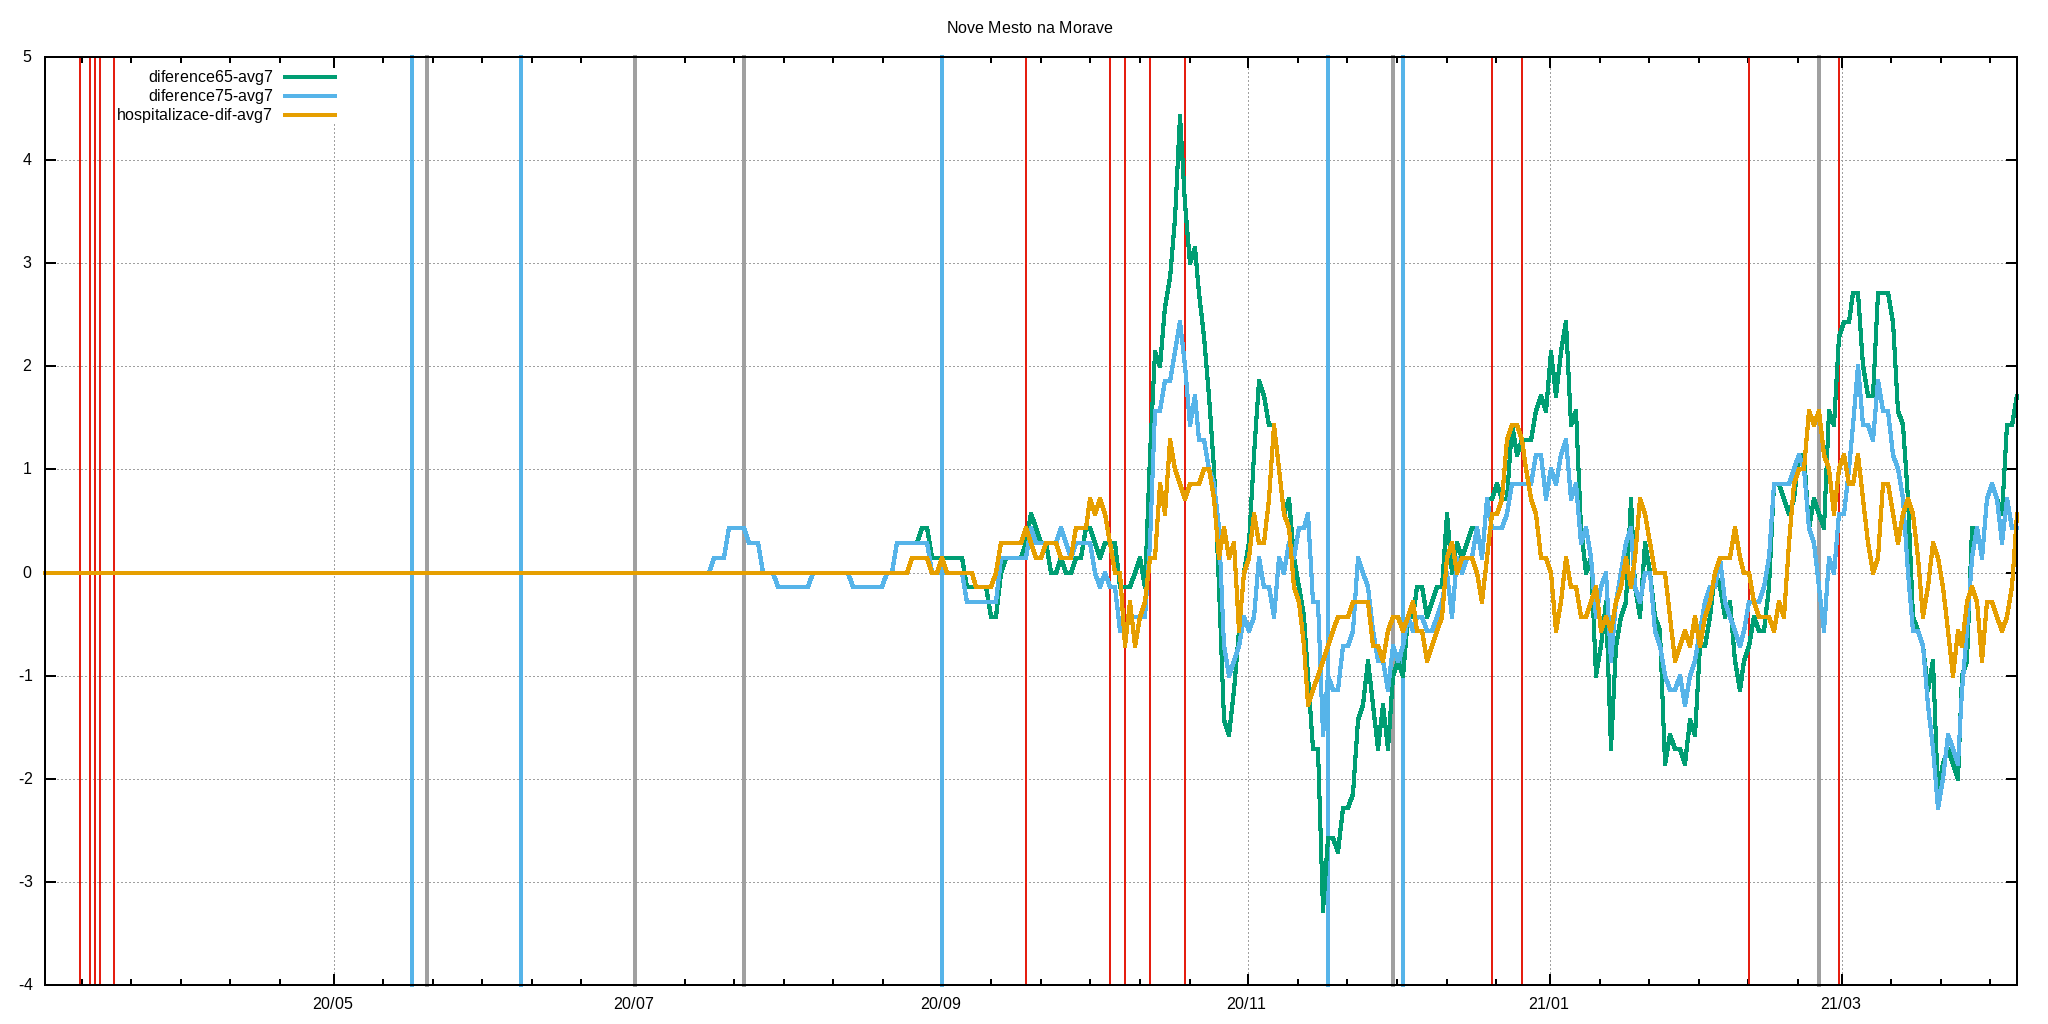 Nove Mesto na Morave
5
diference65-avg7
diference75-avg7
hospitalizace-dif-avg7
4
3
2
1
0
-1
-2
-3
-4
20/05 20/07 20/09 20/11 21/01 21/03